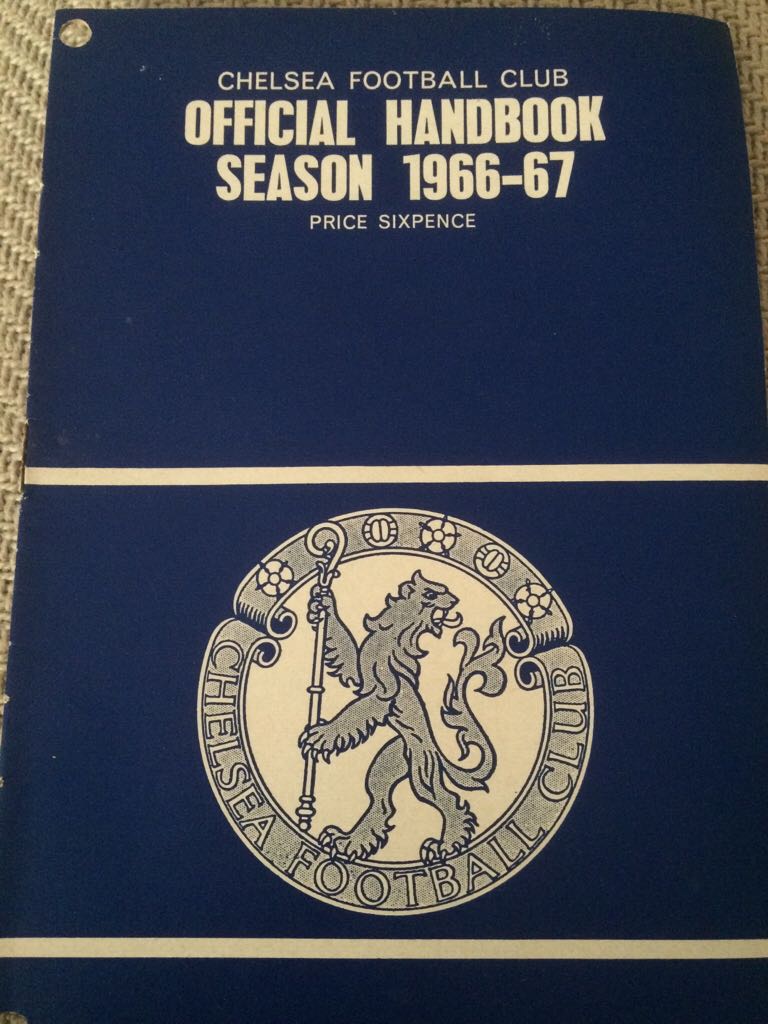 CHELSEA FOOTBALL CLUB
OFFICIAL HANDBOOK
SEASON 1966-67
PRICE SIXPENCE
CHELSEA FOOTBALL CLUB